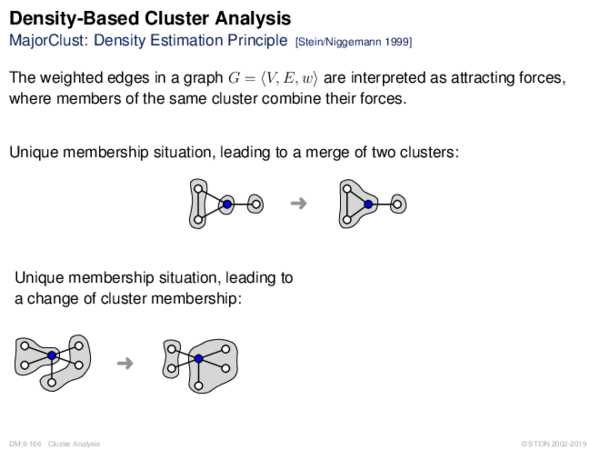 Density-Based Cluster Analysis
MajorClust: Density Estimation Principle [Stein/Niggemann 1999]
The weighted edges in a graph G = ⟨V, E, w⟩ are interpreted as attracting forces,
where members of the same cluster combine their forces.
Unique membership situation, leading to a merge of two clusters:
Unique membership situation, leading to
a change of cluster membership:
DM:II-166 Cluster Analysis
© STEIN 2002-2019